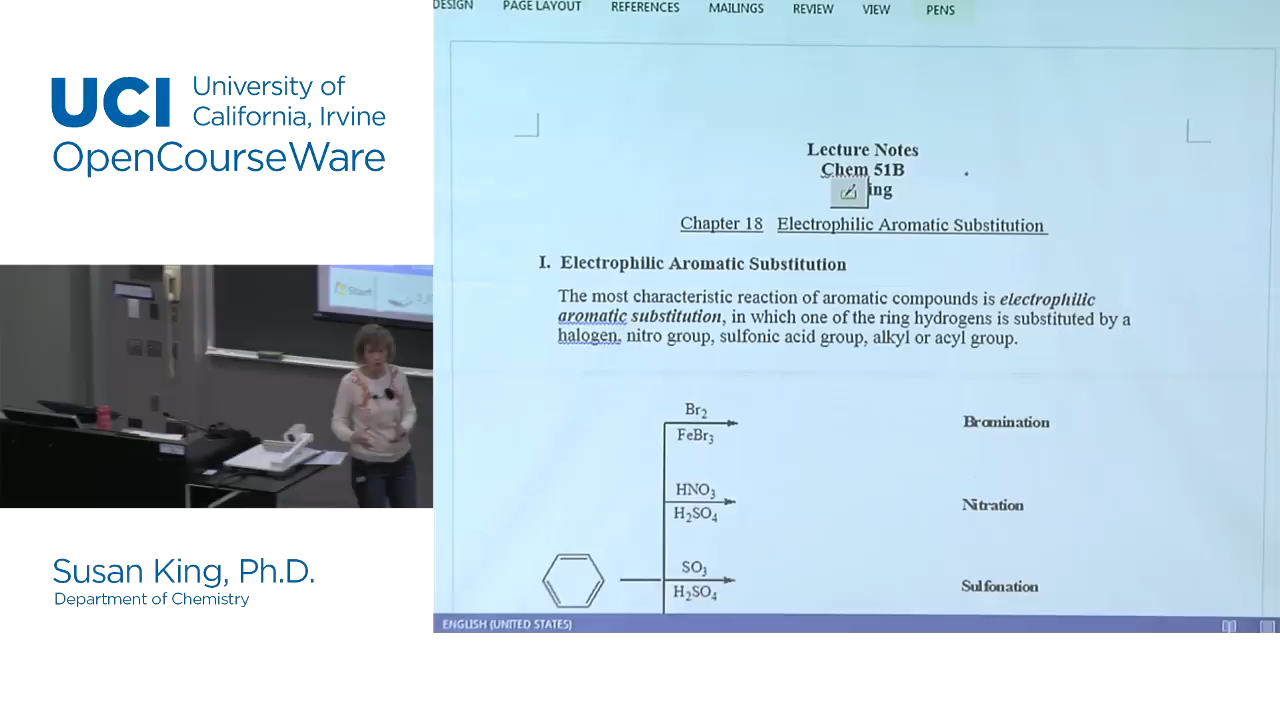 UCI University of
California, Irvine
OpenCourseWare
Start
Susan King, Ph.D.
Department of Chemistry
DESIGN PAGE LAYOUT REFERENCES MAILINGS REVIEW VIEW PENS
Lecture Notes
Chem 51B
ing
Chapter 18 Electrophilic Aromatic Substitution
I. Electrophilic Aromatic Substitution
The most characteristic reaction of aromatic compounds is electrophilic
aromatic substitution, in which one of the ring hydrogens is substituted by a
halogen, nitro group, sulfonic acid group, alkyl or acyl group.
Br2
FeBr3
Bromination
HNO3
H2SO4
Nitration
SO3
H2SO4
Sulfonation
ENGLISH (UNITED STATES)